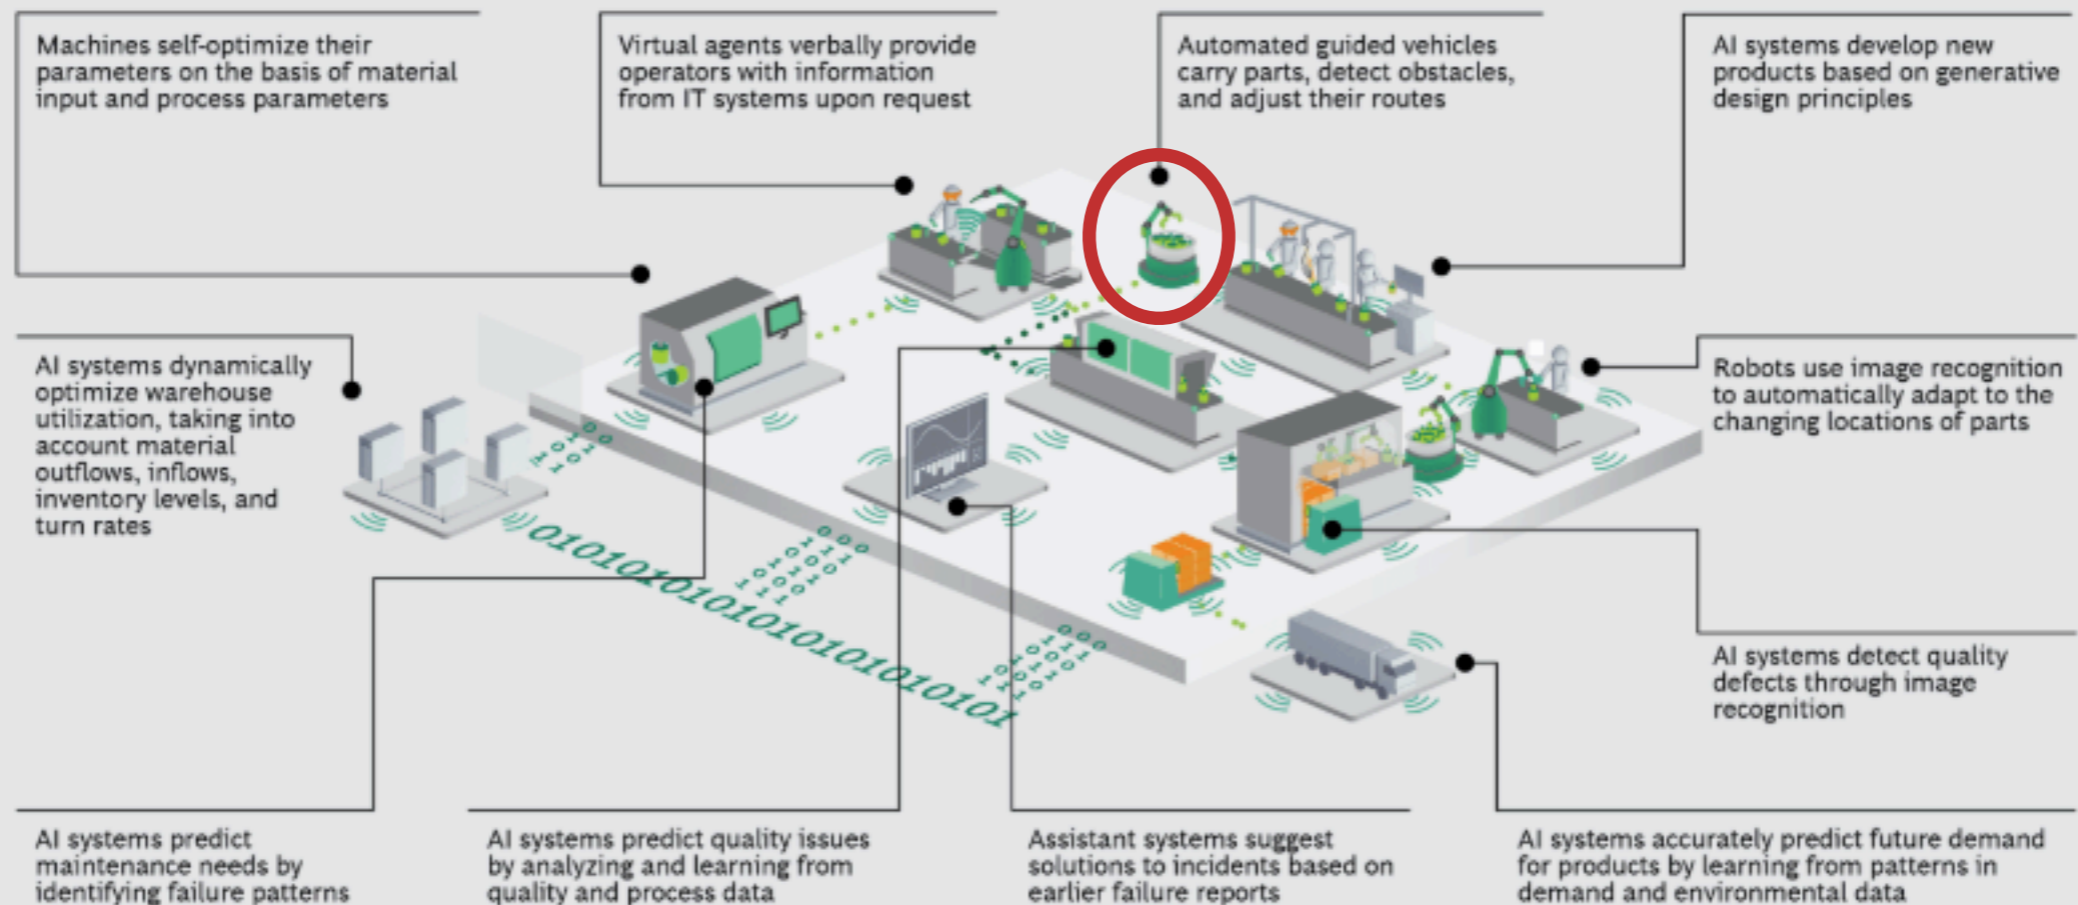 Machines self-optimize their
parameters on the basis of material
input and process parameters
Virtual agents verbally provide
operators with information
from IT systems upon request
Automated guided vehicles
carry parts, detect obstacles,
and adjust their routes
AI systems develop new
products based on generative
design principles
AI systems dynamically
optimize warehouse
utilization, taking into
account material
outflows, inflows,
inventory levels, and
turn rates
Robots use image recognition
to automatically adapt to the
changing locations of parts
AI systems detect quality
defects through image
recognition
AI systems predict
maintenance needs by
identifying failure patterns
AI systems predict quality issues
by analyzing and learning from
quality and process data
Assistant systems suggest
solutions to incidents based on
earlier failure reports
AI systems accurately predict future demand
for products by learning from patterns in
demand and environmental data